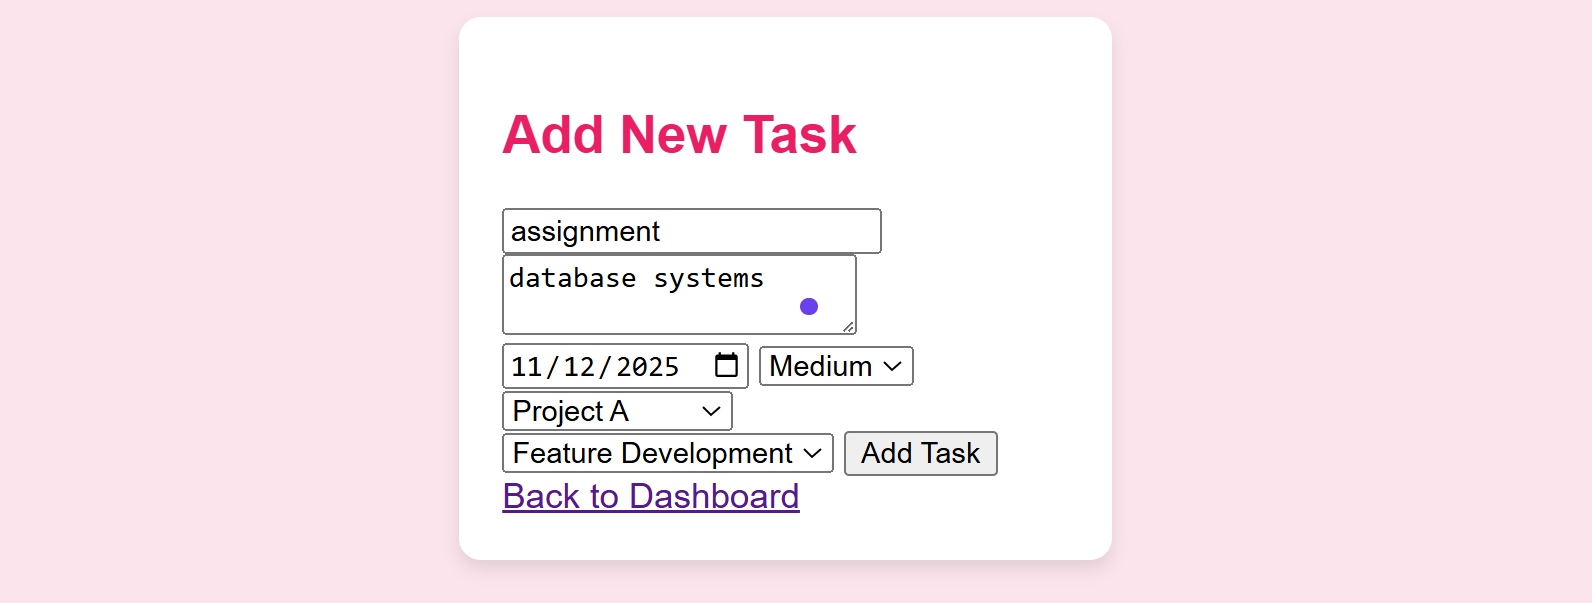 Add New Task
assignment
database systems
11/12/2025 Medium
Project A
Feature Development Add Task
Back to Dashboard